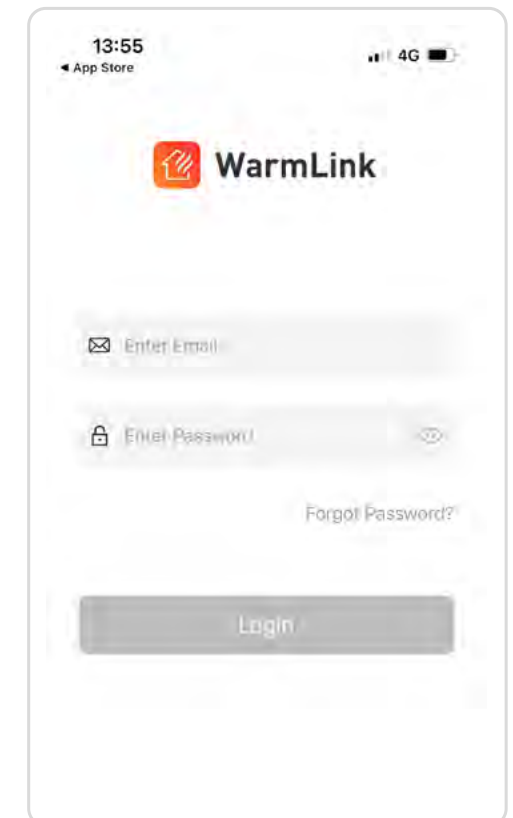 13:55
4G
◄ App Store
WarmLink
Enter Email
Enter Password
Forgot Password?
Login